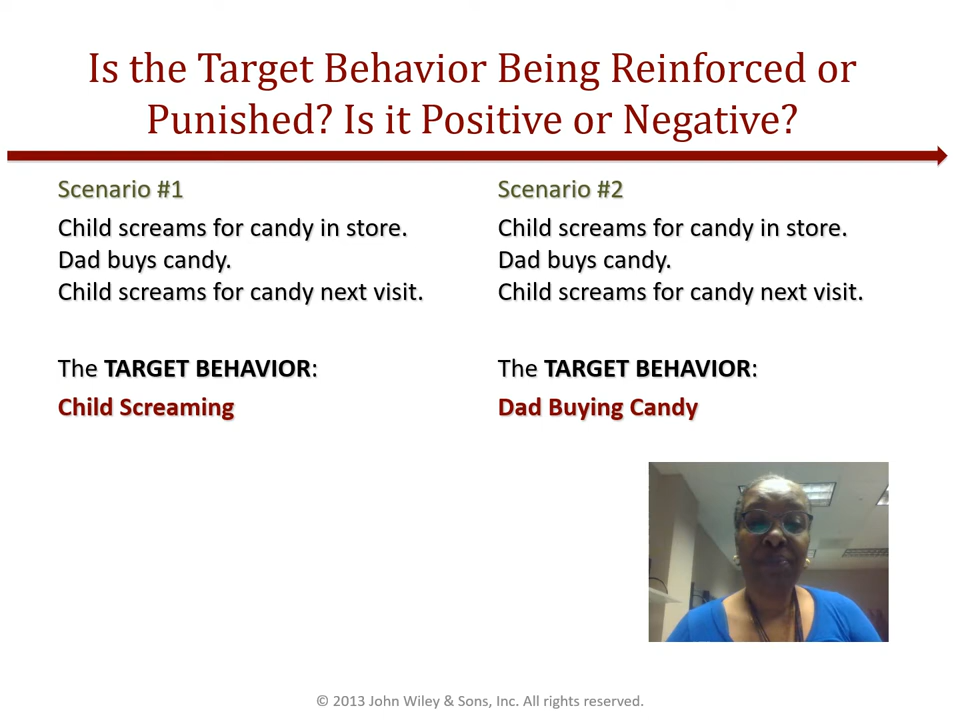 Is the Target Behavior Being Reinforced or
Punished? Is it Positive or Negative?
Scenario #1
Child screams for candy in store.
Dad buys candy.
Child screams for candy next visit.
The TARGET BEHAVIOR:
Child Screaming
Scenario #2
Child screams for candy in store.
Dad buys candy.
Child screams for candy next visit.
The TARGET BEHAVIOR:
Dad Buying Candy
© 2013 John Wiley & Sons, Inc. All rights reserved.